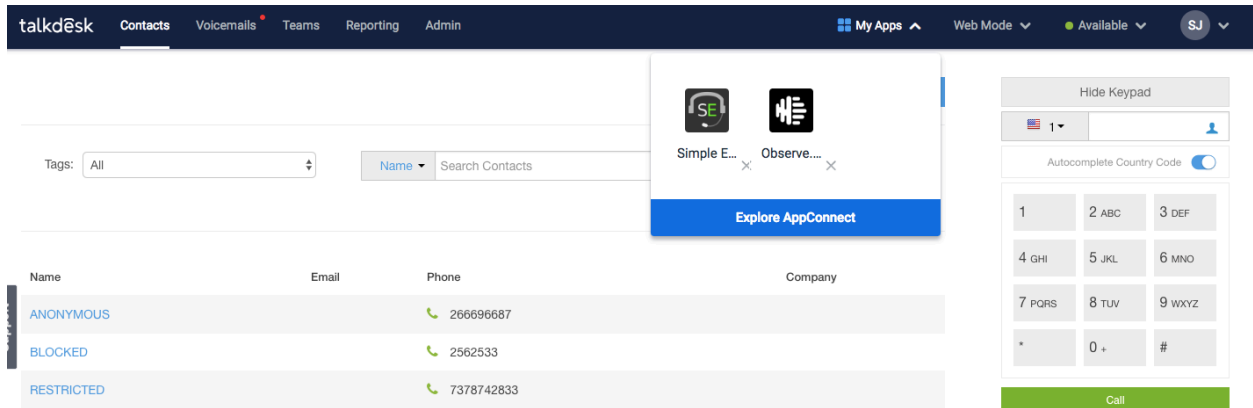 talkdesk Contacts Voicemails Teams Reporting Admin My Apps Web Mode Available SJ
SE
Simple E... Observe....
Explore AppConnect
Tags: All Name Search Contacts
Name Email Phone Company
ANONYMOUS 266696687
BLOCKED 2562533
RESTRICTED 7378742833
Hide Keypad
1
Autocomplete Country Code
1 2 ABC 3 DEF
4 GHI 5 JKL 6 MNO
7 PQRS 8 TUV 9 WXYZ
* 0 + #
Call